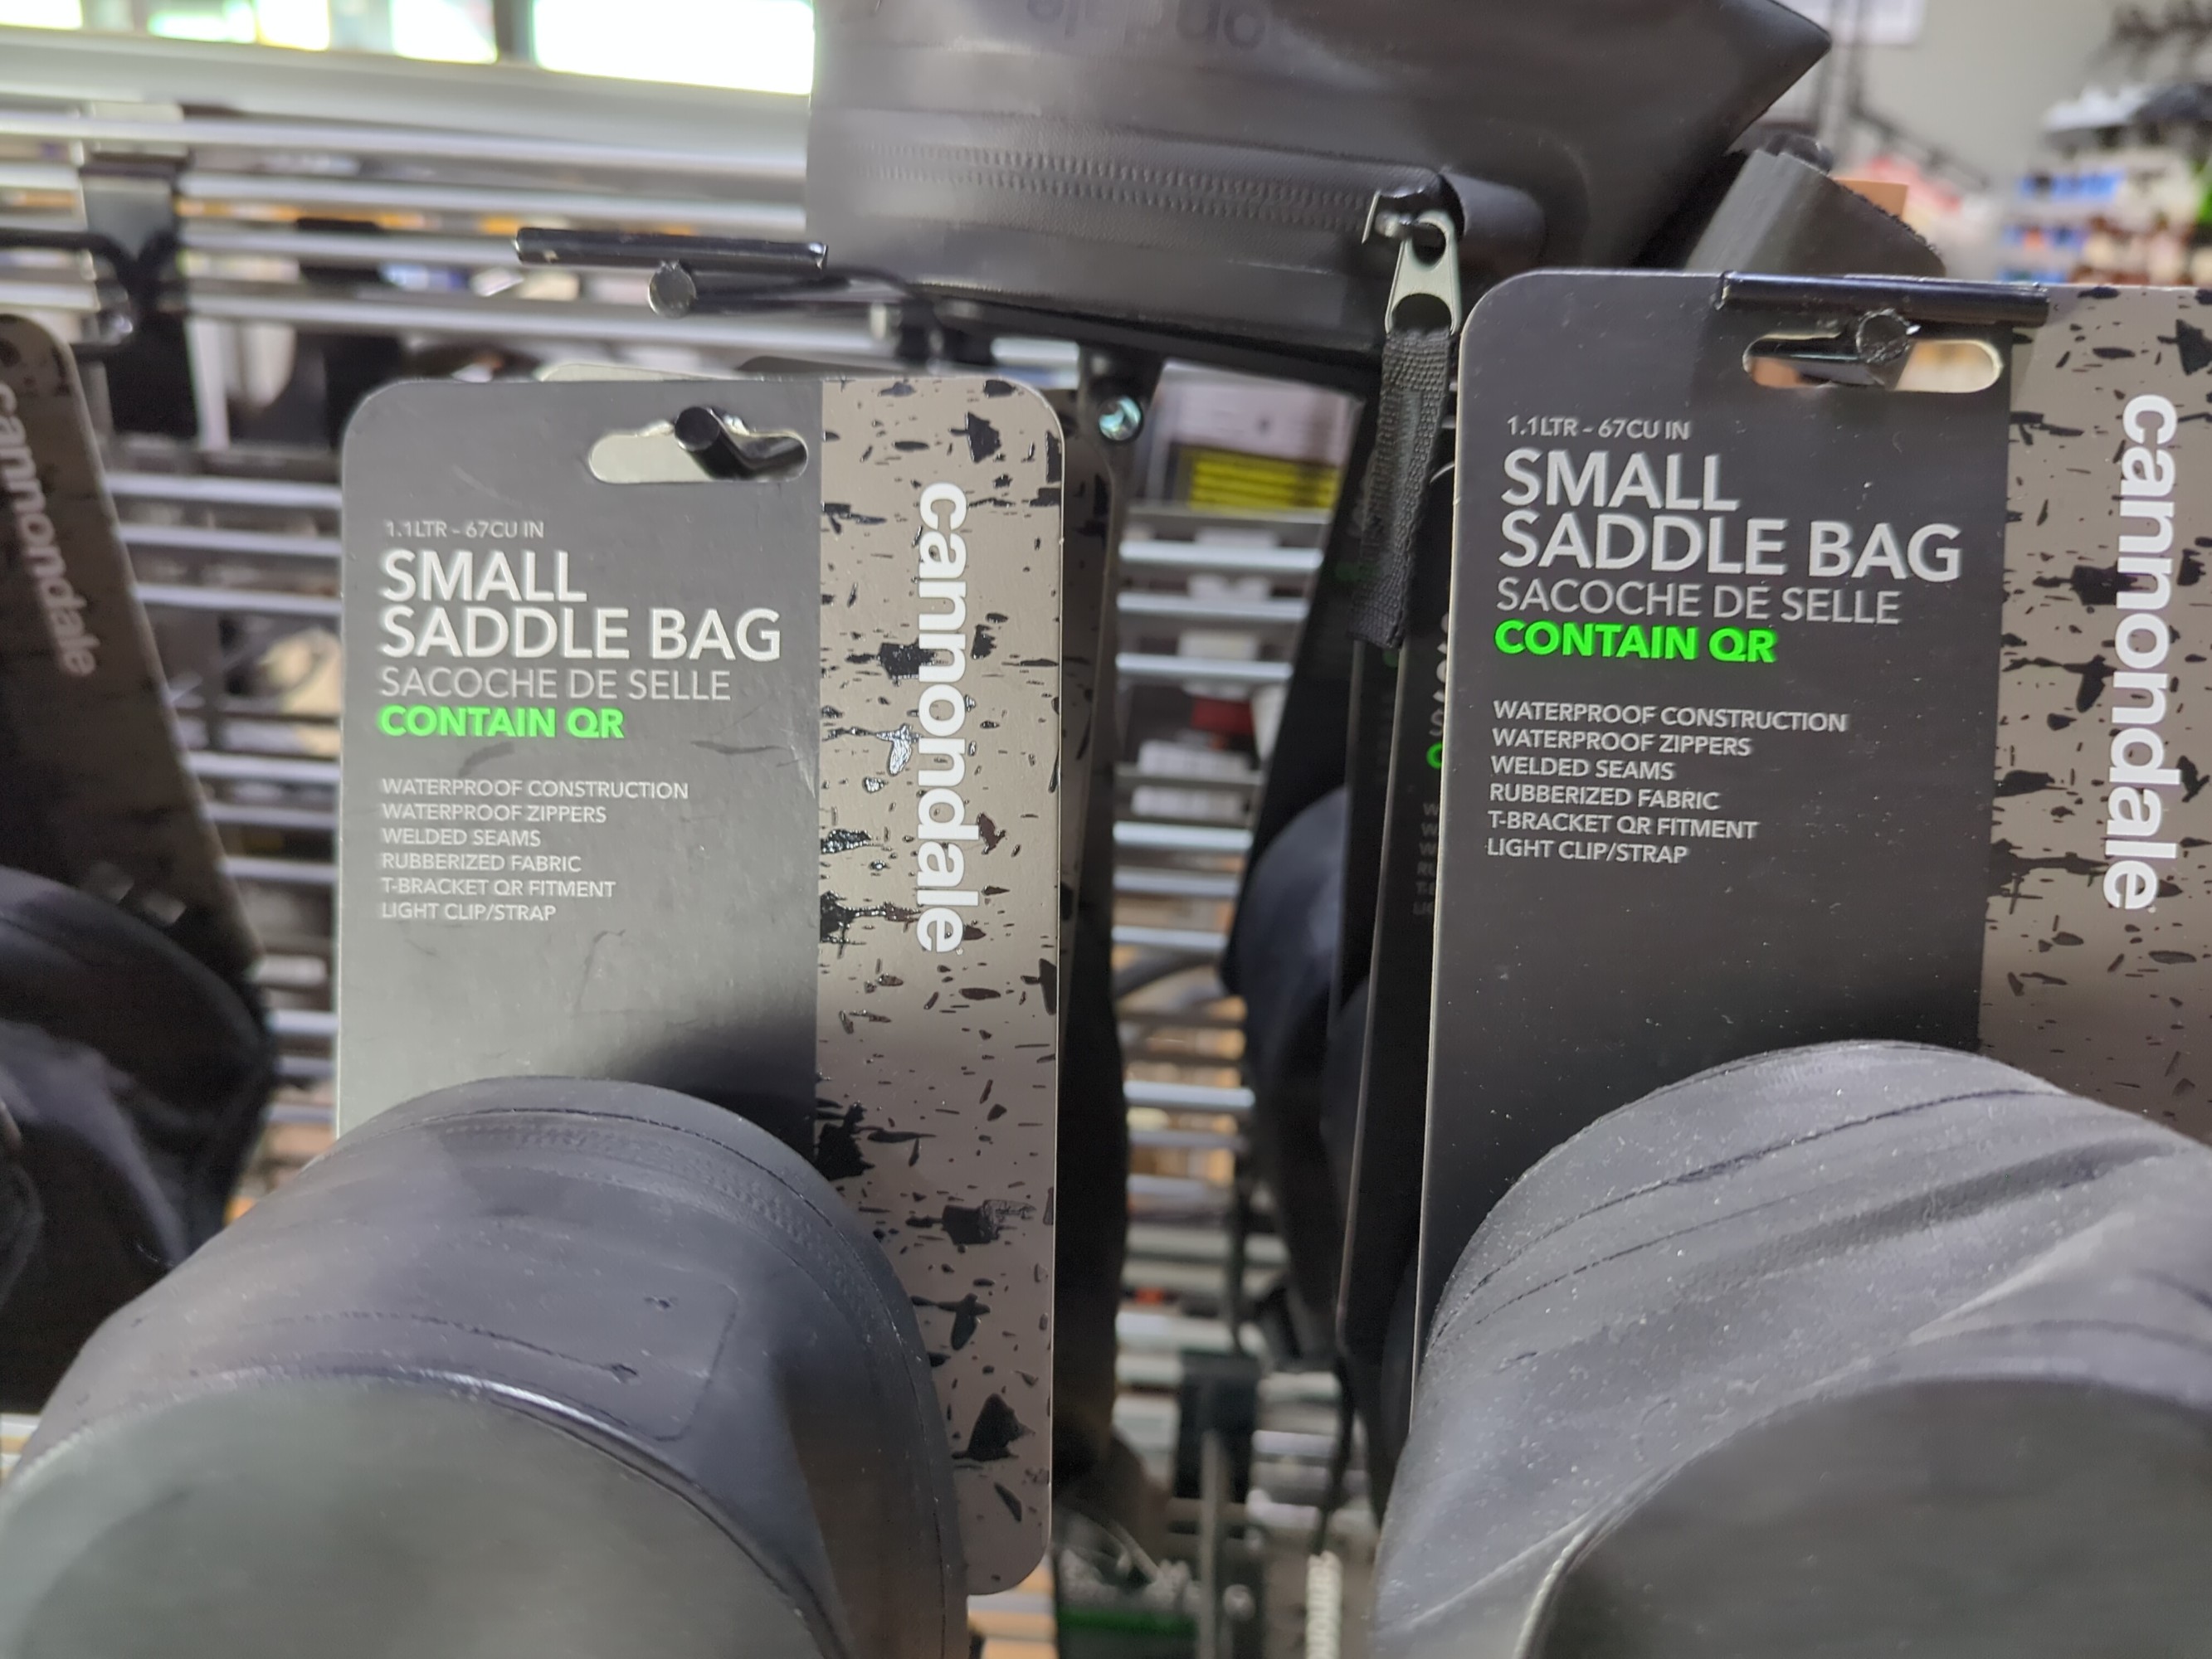 cannondale
1.1LTR - 67CU IN
SMALL
SADDLE BAG
SACOCHE DE SELLE
CONTAIN QR
WATERPROOF CONSTRUCTION
WATERPROOF ZIPPERS
WELDED SEAMS
RUBBERIZED FABRIC
T-BRACKET QR FITMENT
LIGHT CLIP/STRAP
cannondale
1.1LTR - 67CU IN
SMALL
SADDLE BAG
SACOCHE DE SELLE
CONTAIN QR
WATERPROOF CONSTRUCTION
WATERPROOF ZIPPERS
WELDED SEAMS
RUBBERIZED FABRIC
T-BRACKET QR FITMENT
LIGHT CLIP/STRAP
cannondale